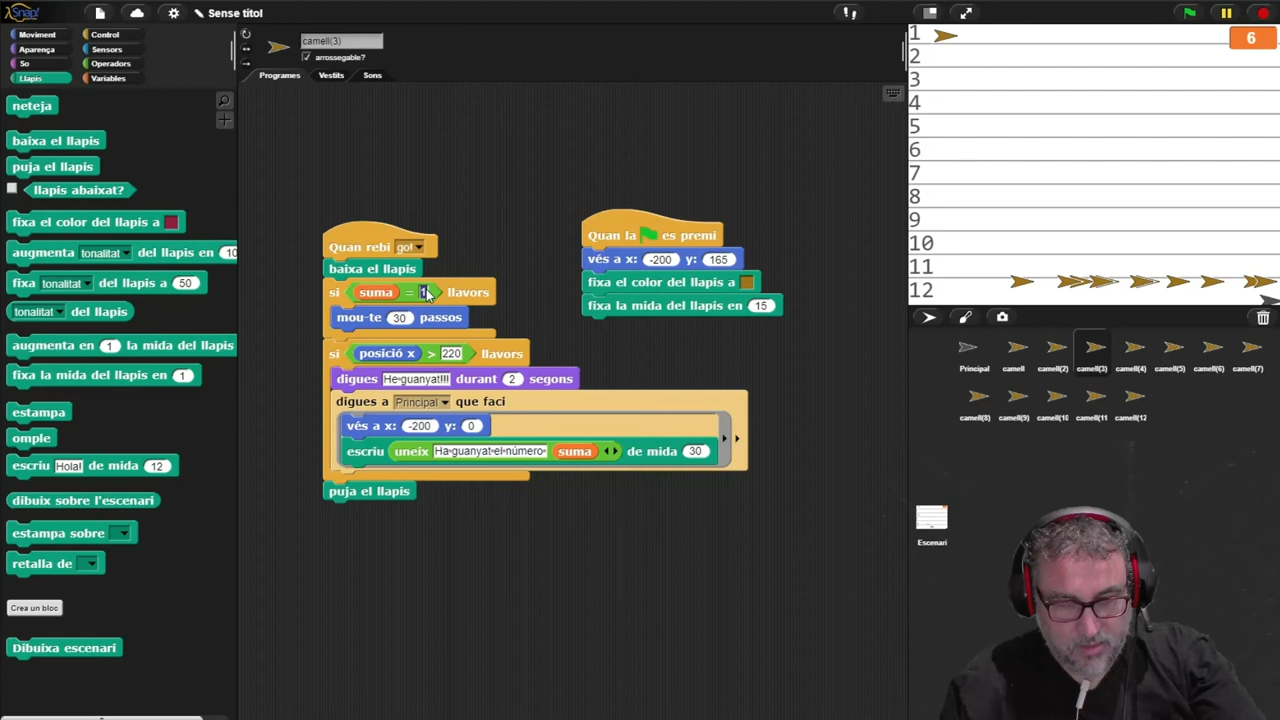 Snap!
Sense títol
Moviment
Control
Aparença
Sensors
So
Operadors
Llapis
Variables
neteja
baixa el llapis
puja el llapis
llapis abaixat?
fixa el color del llapis a
augmenta tonalitat del llapis en 10
fixa tonalitat del llapis a 50
tonalitat del llapis
augmenta en 1 la mida del llapis
fixa la mida del llapis en 1
estampa
omple
escriu Hola! de mida 12
dibuix sobre l'escenari
estampa sobre
retalla de
Crea un bloc
Dibuixa escenari
camell(3)
arrossegable?
Programes
Vestits
Sons
Quan rebi go!
baixa el llapis
si suma = 1 llavors
mou-te 30 passos
si posició x > 220 llavors
digues He guanyat!!! durant 2 segons
digues a Principal que faci
vés a x: -200 y: 0
escriu uneix Ha guanyat el número suma de mida 30
puja el llapis
Quan la es premi
vés a x: -200 y: 165
fixa el color del llapis a
fixa la mida del llapis en 15
1
2
3
4
5
6
7
8
9
10
11
12
6
Principal
camell
camell(2)
camell(3)
camell(4)
camell(5)
camell(6)
camell(7)
camell(8)
camell(9)
camell(10
camell(11)
camell(12
Escenari